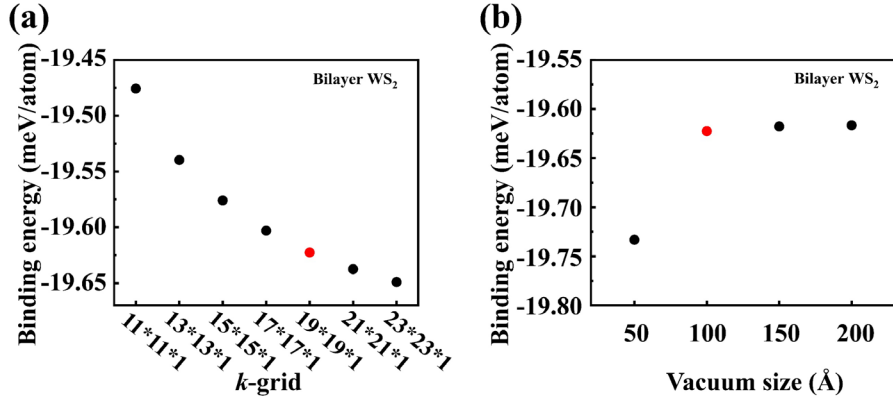 (a)
Binding energy (meV/atom)
-19.45
-19.50
-19.55
-19.60
-19.65
Bilayer WS₂
11*11*1
13*13*1
15*15*1
17*17*1
19*19*1
21*21*1
23*23*1
k-grid
(b)
Binding energy (meV/atom)
-19.55
-19.60
-19.65
-19.70
-19.75
-19.80
Bilayer WS₂
50
100
150
200
Vacuum size (Å)